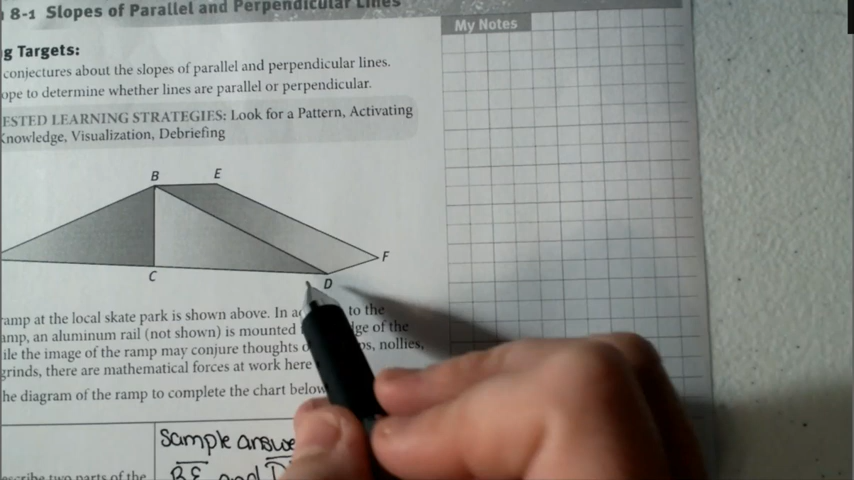 8-1 Slopes of Parallel and Perpendicular Lines
My Notes
g Targets:
conjectures about the slopes of parallel and perpendicular lines.
ope to determine whether lines are parallel or perpendicular.
ESTED LEARNING STRATEGIES: Look for a Pattern, Activating
Knowledge, Visualization, Debriefing
B E
F
C D
ramp at the local skate park is shown above. In to the
amp, an aluminum rail (not shown) is mounted of the
ile the image of the ramp may conjure thoughts nollies,
grinds, there are mathematical forces at work here
he diagram of the ramp to complete the chart below
Sample answe
escribe two parts of the
BE and